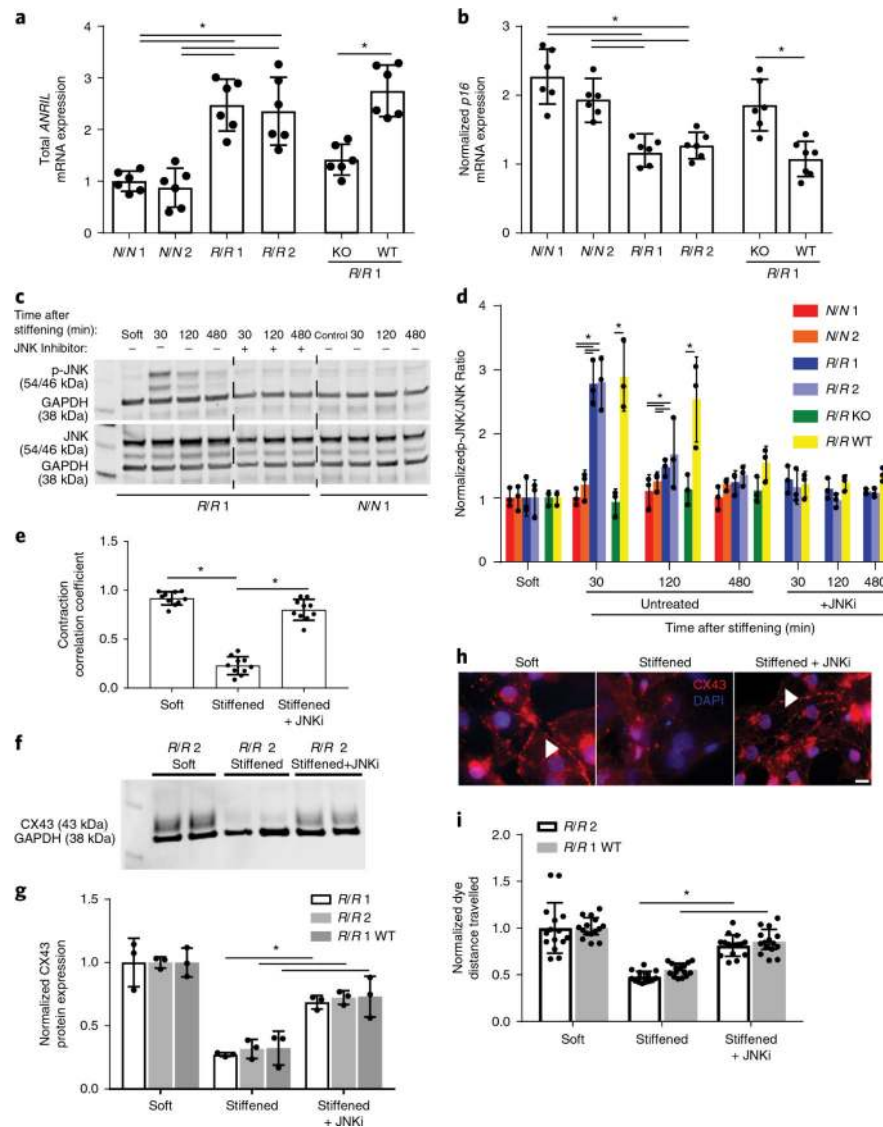 a
*
4
3
2
1
0
Total ANRIL
mRNA expression
*
N/N 1
N/N 2
R/R 1
R/R 2
KO
WT
R/R 1
b
*
3
2
1
0
Normalized p16
mRNA expression
*
N/N 1
N/N 2
R/R 1
R/R 2
KO
WT
R/R 1
c
Time after
stiffening (min):
Soft 30 120 480 30 120 480 Control 30 120 480
JNK Inhibitor: – – – – + + + – – – –
p-JNK
(54/46 kDa)
GAPDH
(38 kDa)
JNK
(54/46 kDa)
GAPDH
(38 kDa)
R/R 1
N/N 1
d
4
3
2
1
0
Normalizedp-JNK/JNK Ratio
* * * *
N/N 1
N/N 2
R/R 1
R/R 2
R/R KO
R/R WT
Soft 30 120 480 30 120 480
Untreated +JNKi
Time after stiffening (min)
e
1.5
1.0
0.5
0
Contraction
correlation coefficient
* *
Soft Stiffened Stiffened
+ JNKi
f
R/R 2
Soft
R/R 2
Stiffened
R/R 2
Stiffened+JNKi
CX43 (43 kDa)
GAPDH (38 kDa)
g
1.5
1.0
0.5
0.0
Normalized CX43
protein expression
R/R 1
R/R 2
R/R 1 WT
*
Soft Stiffened Stiffened
+ JNKi
h
Soft Stiffened Stiffened + JNKi
CX43
DAPI
i
2.0
1.5
1.0
0.5
0
Normalized dye
distance travelled
R/R 2
R/R 1 WT
*
Soft Stiffened Stiffened
+ JNKi